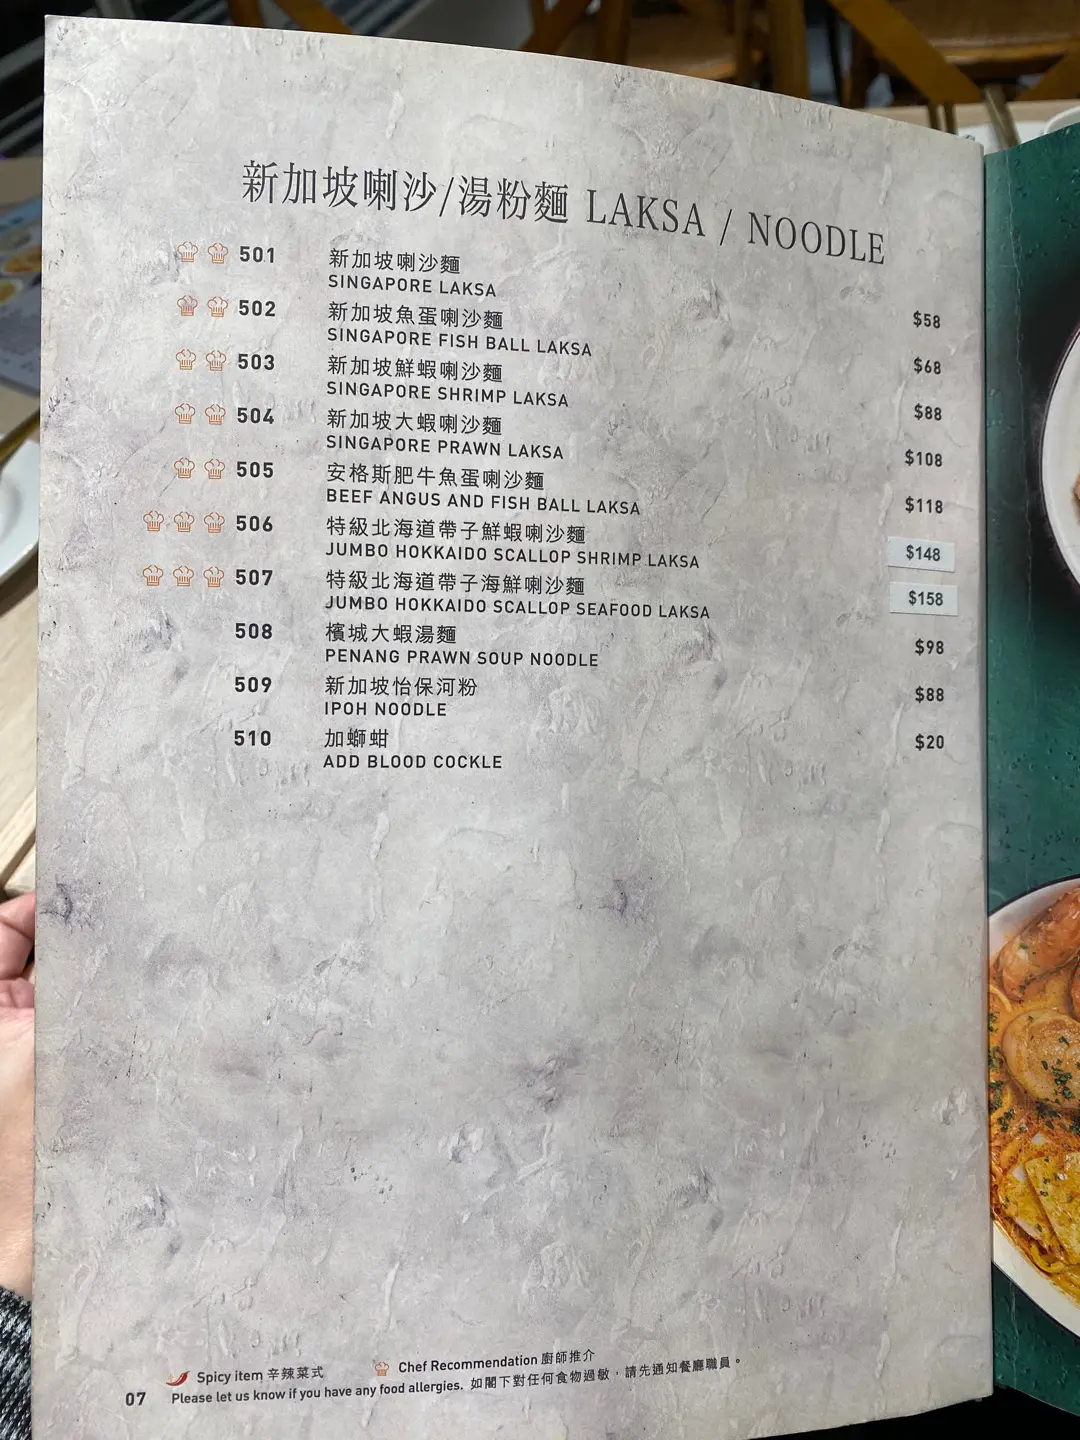 新加坡喇沙/湯粉麵 LAKSA / NOODLE
501 新加坡喇沙麵
SINGAPORE LAKSA
$58
502 新加坡魚蛋喇沙麵
SINGAPORE FISH BALL LAKSA
$68
503 新加坡鮮蝦喇沙麵
SINGAPORE SHRIMP LAKSA
$88
504 新加坡大蝦喇沙麵
SINGAPORE PRAWN LAKSA
$108
505 安格斯肥牛魚蛋喇沙麵
BEEF ANGUS AND FISH BALL LAKSA
$118
506 特級北海道帶子鮮蝦喇沙麵
JUMBO HOKKAIDO SCALLOP SHRIMP LAKSA
$148
507 特級北海道帶子海鮮喇沙麵
JUMBO HOKKAIDO SCALLOP SEAFOOD LAKSA
$158
508 檳城大蝦湯麵
PENANG PRAWN SOUP NOODLE
$98
509 新加坡怡保河粉
IPOH NOODLE
$88
510 加螄蚶
ADD BLOOD COCKLE
$20
Spicy item 辛辣菜式 Chef Recommendation 廚師推介
07 Please let us know if you have any food allergies. 如閣下對任何食物過敏，請先通知餐廳職員。